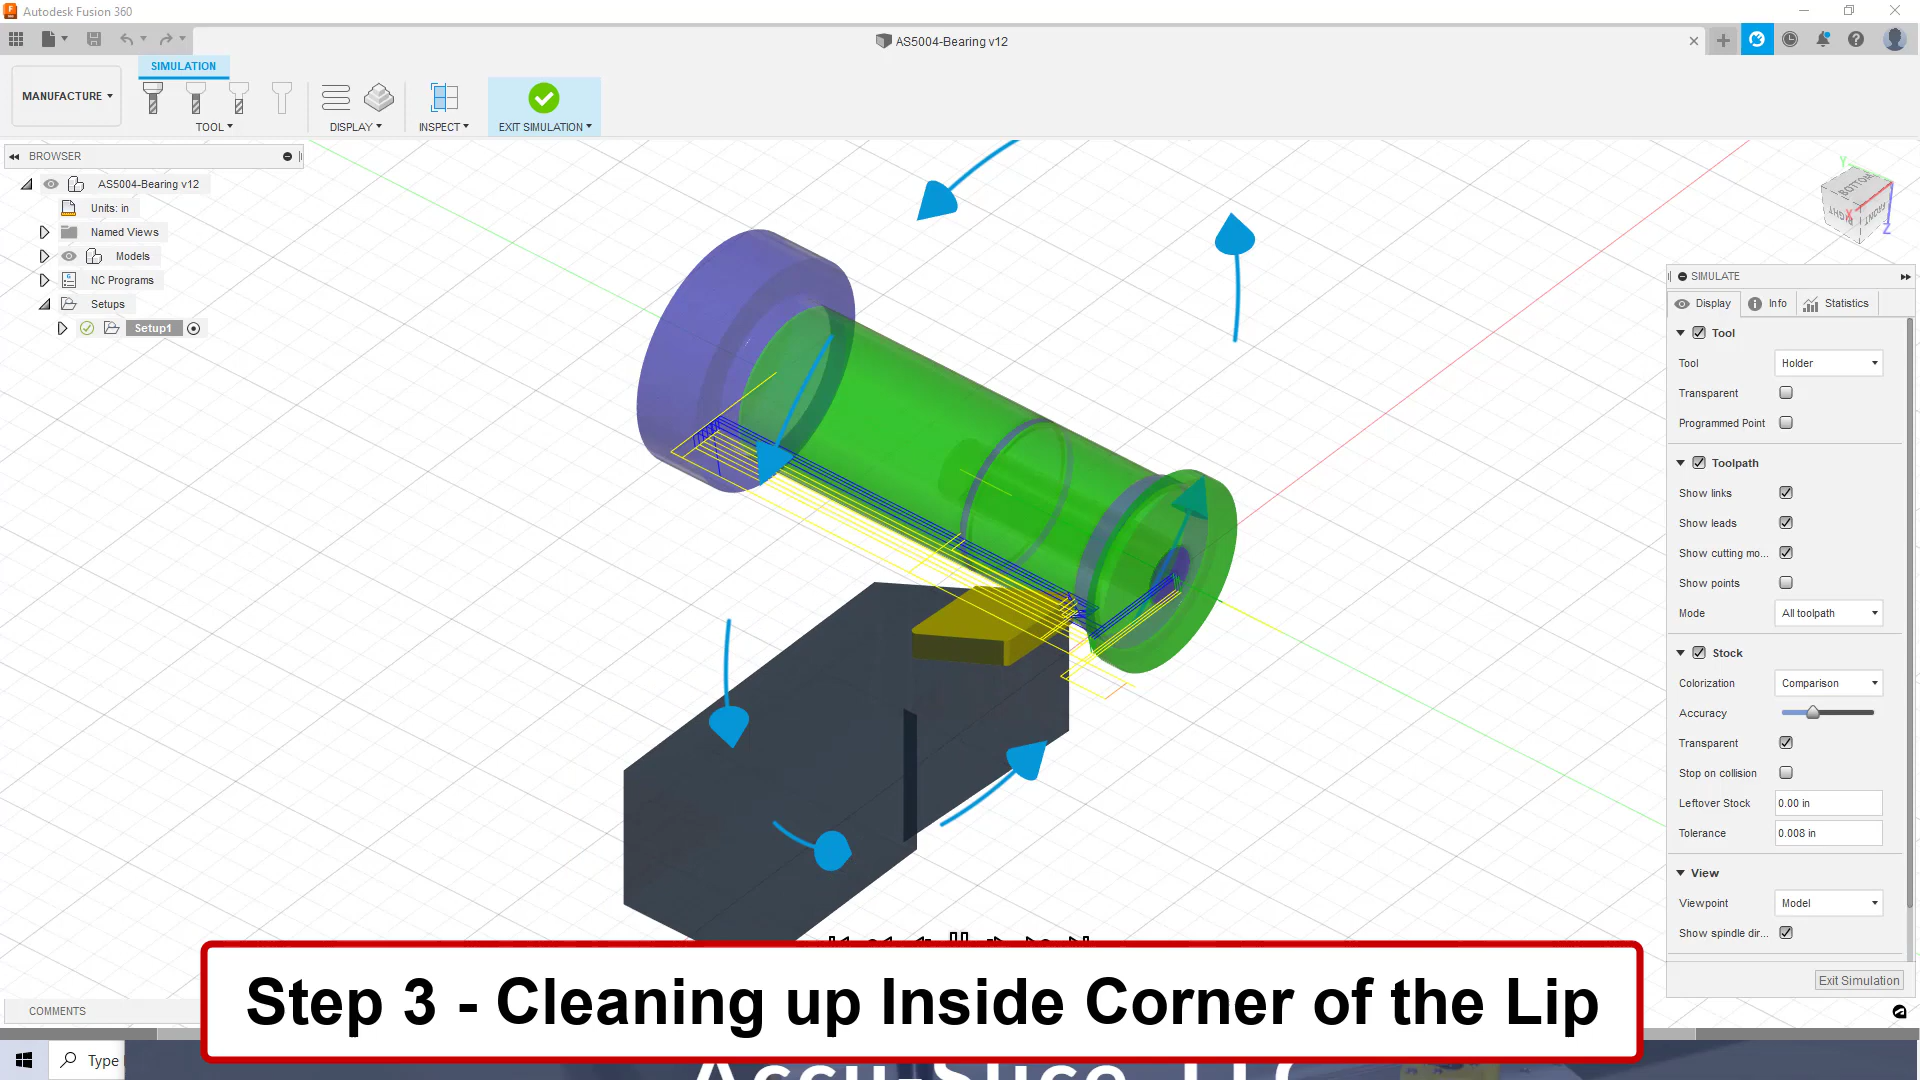 Autodesk Fusion 360
AS5004-Bearing v12
SIMULATION
MANUFACTURE
TOOL
DISPLAY
INSPECT
EXIT SIMULATION
BROWSER
AS5004-Bearing v12
Units: in
Named Views
Models
NC Programs
Setups
Setup1
BOTTOM
RIGHT
FRONT
Y
X
Z
SIMULATE
Display
Info
Statistics
Tool
Tool
Holder
Transparent
Programmed Point
Toolpath
Show links
Show leads
Show cutting mo...
Show points
Mode
All toolpath
Stock
Colorization
Comparison
Accuracy
Transparent
Stop on collision
Leftover Stock
0.00 in
Tolerance
0.008 in
View
Viewpoint
Model
Show spindle dir...
Exit Simulation
COMMENTS
Step 3 - Cleaning up Inside Corner of the Lip
Type